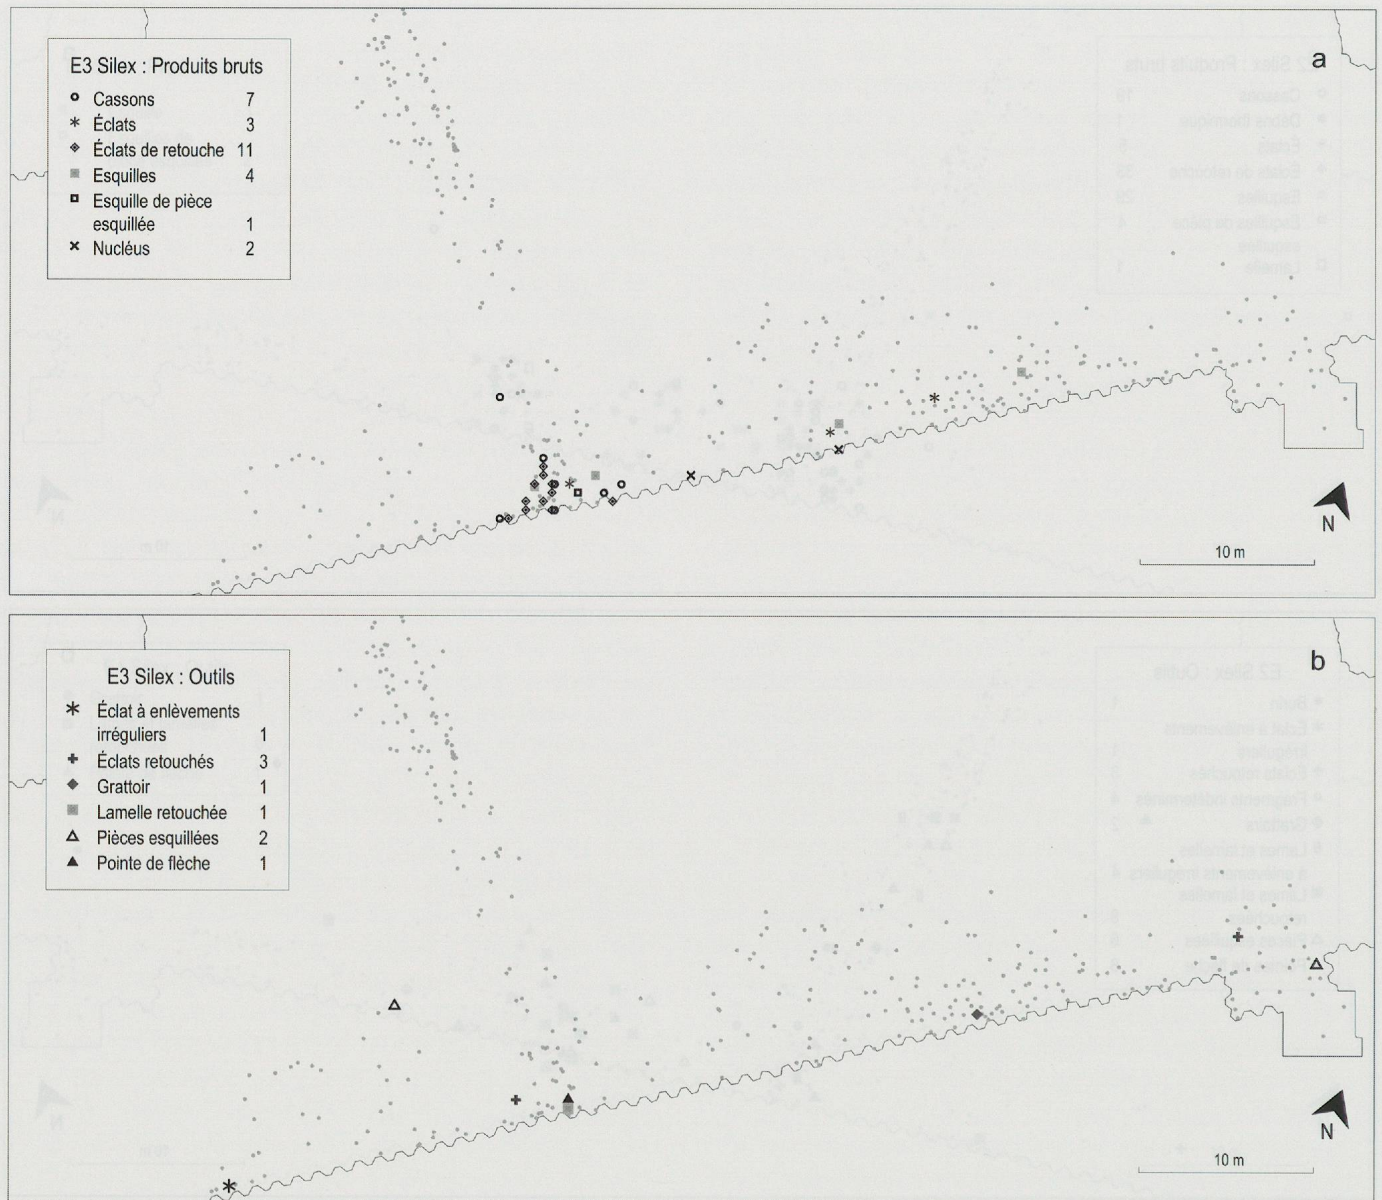 a
E3 Silex : Produits bruts
Cassons 7
Éclats 3
Éclats de retouche 11
Esquilles 4
Esquille de pièce
esquillée 1
Nucléus 2
N
10 m
b
E3 Silex : Outils
Éclat à enlèvements
irréguliers 1
Éclats retouchés 3
Grattoir 1
Lamelle retouchée 1
Pièces esquillées 2
Pointe de flèche 1
N
10 m